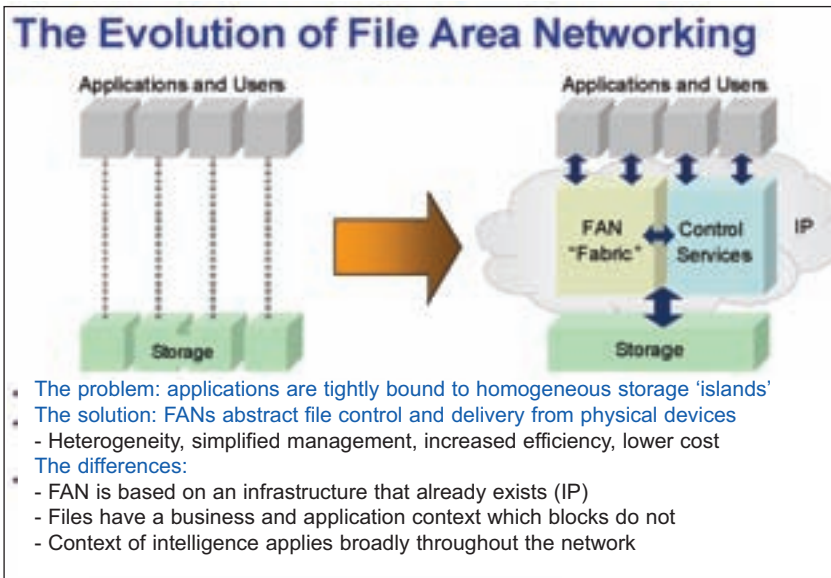 The Evolution of File Area Networking
Applications and Users
Applications and Users
FAN
"Fabric"
Control
Services
IP
Storage
Storage
The problem: applications are tightly bound to homogeneous storage ‘islands’
The solution: FANs abstract file control and delivery from physical devices
- Heterogeneity, simplified management, increased efficiency, lower cost
The differences:
- FAN is based on an infrastructure that already exists (IP)
- Files have a business and application context which blocks do not
- Context of intelligence applies broadly throughout the network